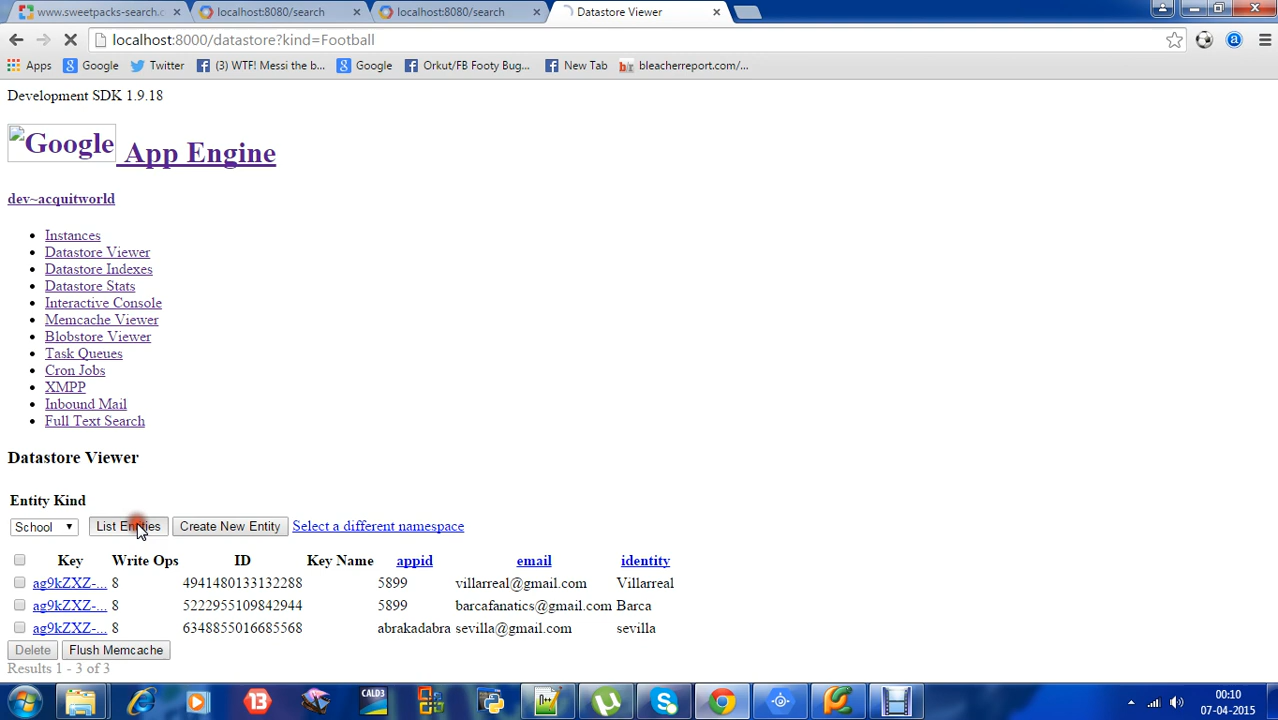 www.sweetpacks-search.c
localhost:8080/search
localhost:8080/search
Datastore Viewer
localhost:8000/datastore?kind=Football
Apps
Google
Twitter
(3) WTF! Messi the b...
Google
Orkut/FB Footy Bug...
New Tab
b/r
bleacherreport.com/...
Development SDK 1.9.18
Google App Engine
dev~acquitworld
Instances
Datastore Viewer
Datastore Indexes
Datastore Stats
Interactive Console
Memcache Viewer
Blobstore Viewer
Task Queues
Cron Jobs
XMPP
Inbound Mail
Full Text Search
Datastore Viewer
Entity Kind
School List Entities Create New Entity Select a different namespace
Key Write Ops ID Key Name appid email identity
ag9kZXZ-... 8 4941480133132288 5899 villarreal@gmail.com Villarreal
ag9kZXZ-... 8 5222955109842944 5899 barcafanatics@gmail.com Barca
ag9kZXZ-... 8 6348855016685568 abrakadabra sevilla@gmail.com sevilla
Delete Flush Memcache
Results 1 - 3 of 3
13
CALD3
00:10
07-04-2015